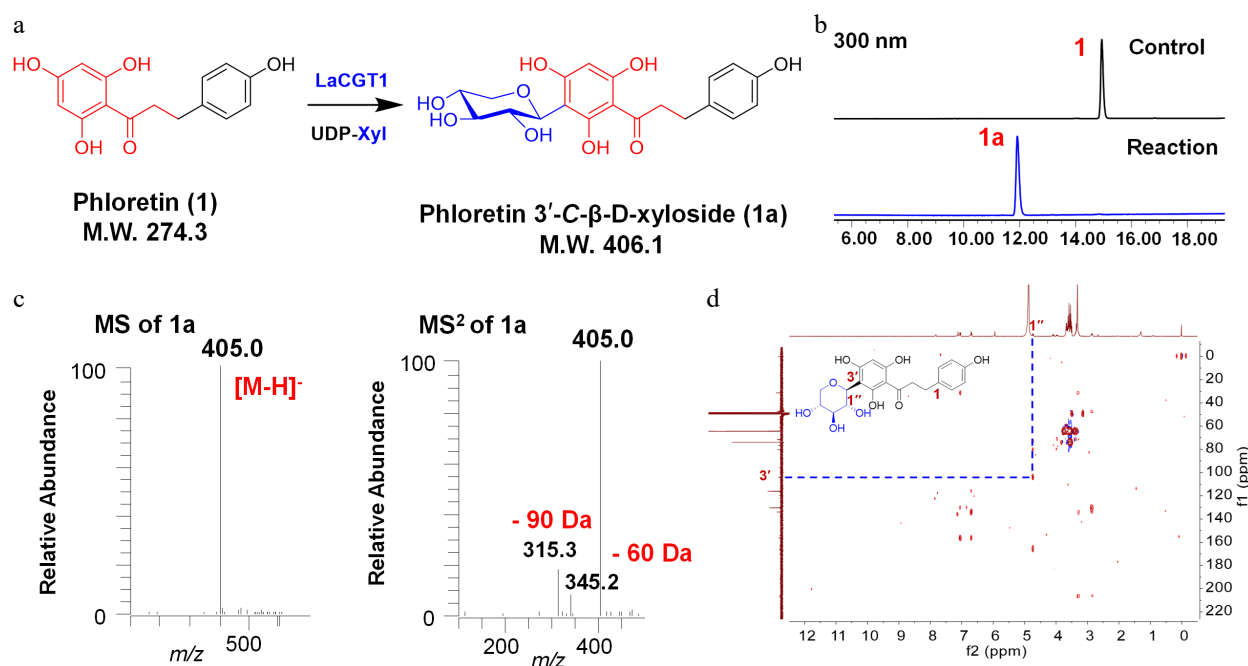 a
HO
OH
OH
OH
O
LaCGT1
UDP-Xyl
HO
HO
OH
O
HO
OH
OH
OH
O
Phloretin (1)
M.W. 274.3
Phloretin 3′-C-β-D-xyloside (1a)
M.W. 406.1
b
300 nm
1
Control
1a
Reaction
6.00 8.00 10.00 12.00 14.00 16.00 18.00
c
MS of 1a
405.0
[M-H]-
100
0
Relative Abundance
500
m/z
MS2 of 1a
405.0
100
- 90 Da
315.3
- 60 Da
345.2
0
Relative Abundance
200 400
m/z
d
1″
HO
OH
OH
3′
O
1″
1
OH
O
HO
OH
OH
3′
0
20
40
60
80
100
120
140
160
180
200
220
f1 (ppm)
12 11 10 9 8 7 6 5 4 3 2 1 0
f2 (ppm)